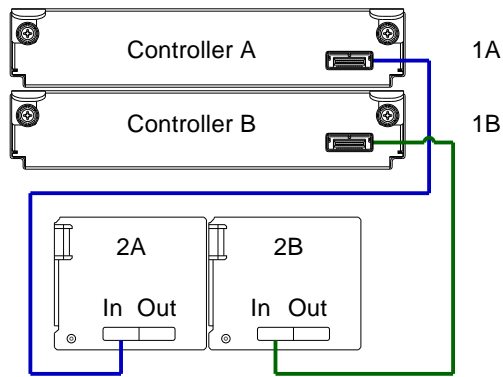 Controller A 1A
Controller B 1B
2A 2B
In Out In Out